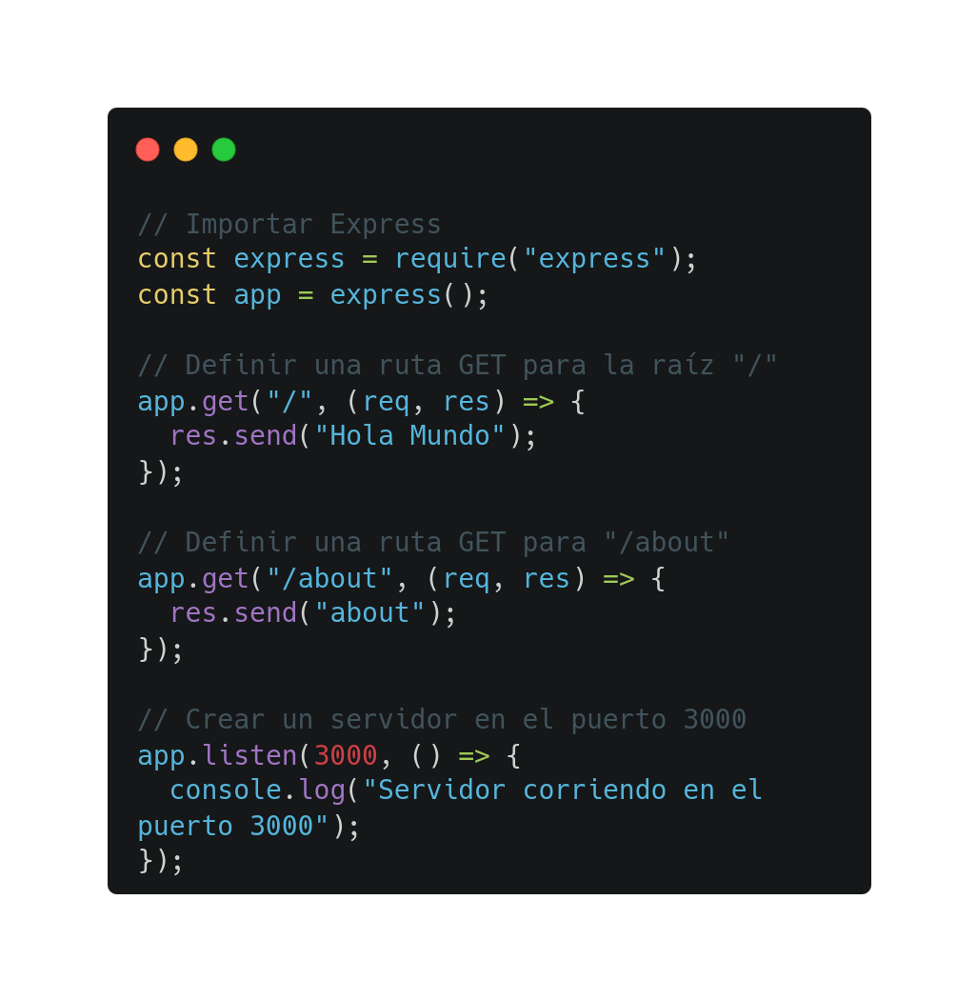 // Importar Express
const express = require("express");
const app = express();
// Definir una ruta GET para la raíz "/"
app.get("/", (req, res) => {
  res.send("Hola Mundo");
});
// Definir una ruta GET para "/about"
app.get("/about", (req, res) => {
  res.send("about");
});
// Crear un servidor en el puerto 3000
app.listen(3000, () => {
  console.log("Servidor corriendo en el
puerto 3000");
});